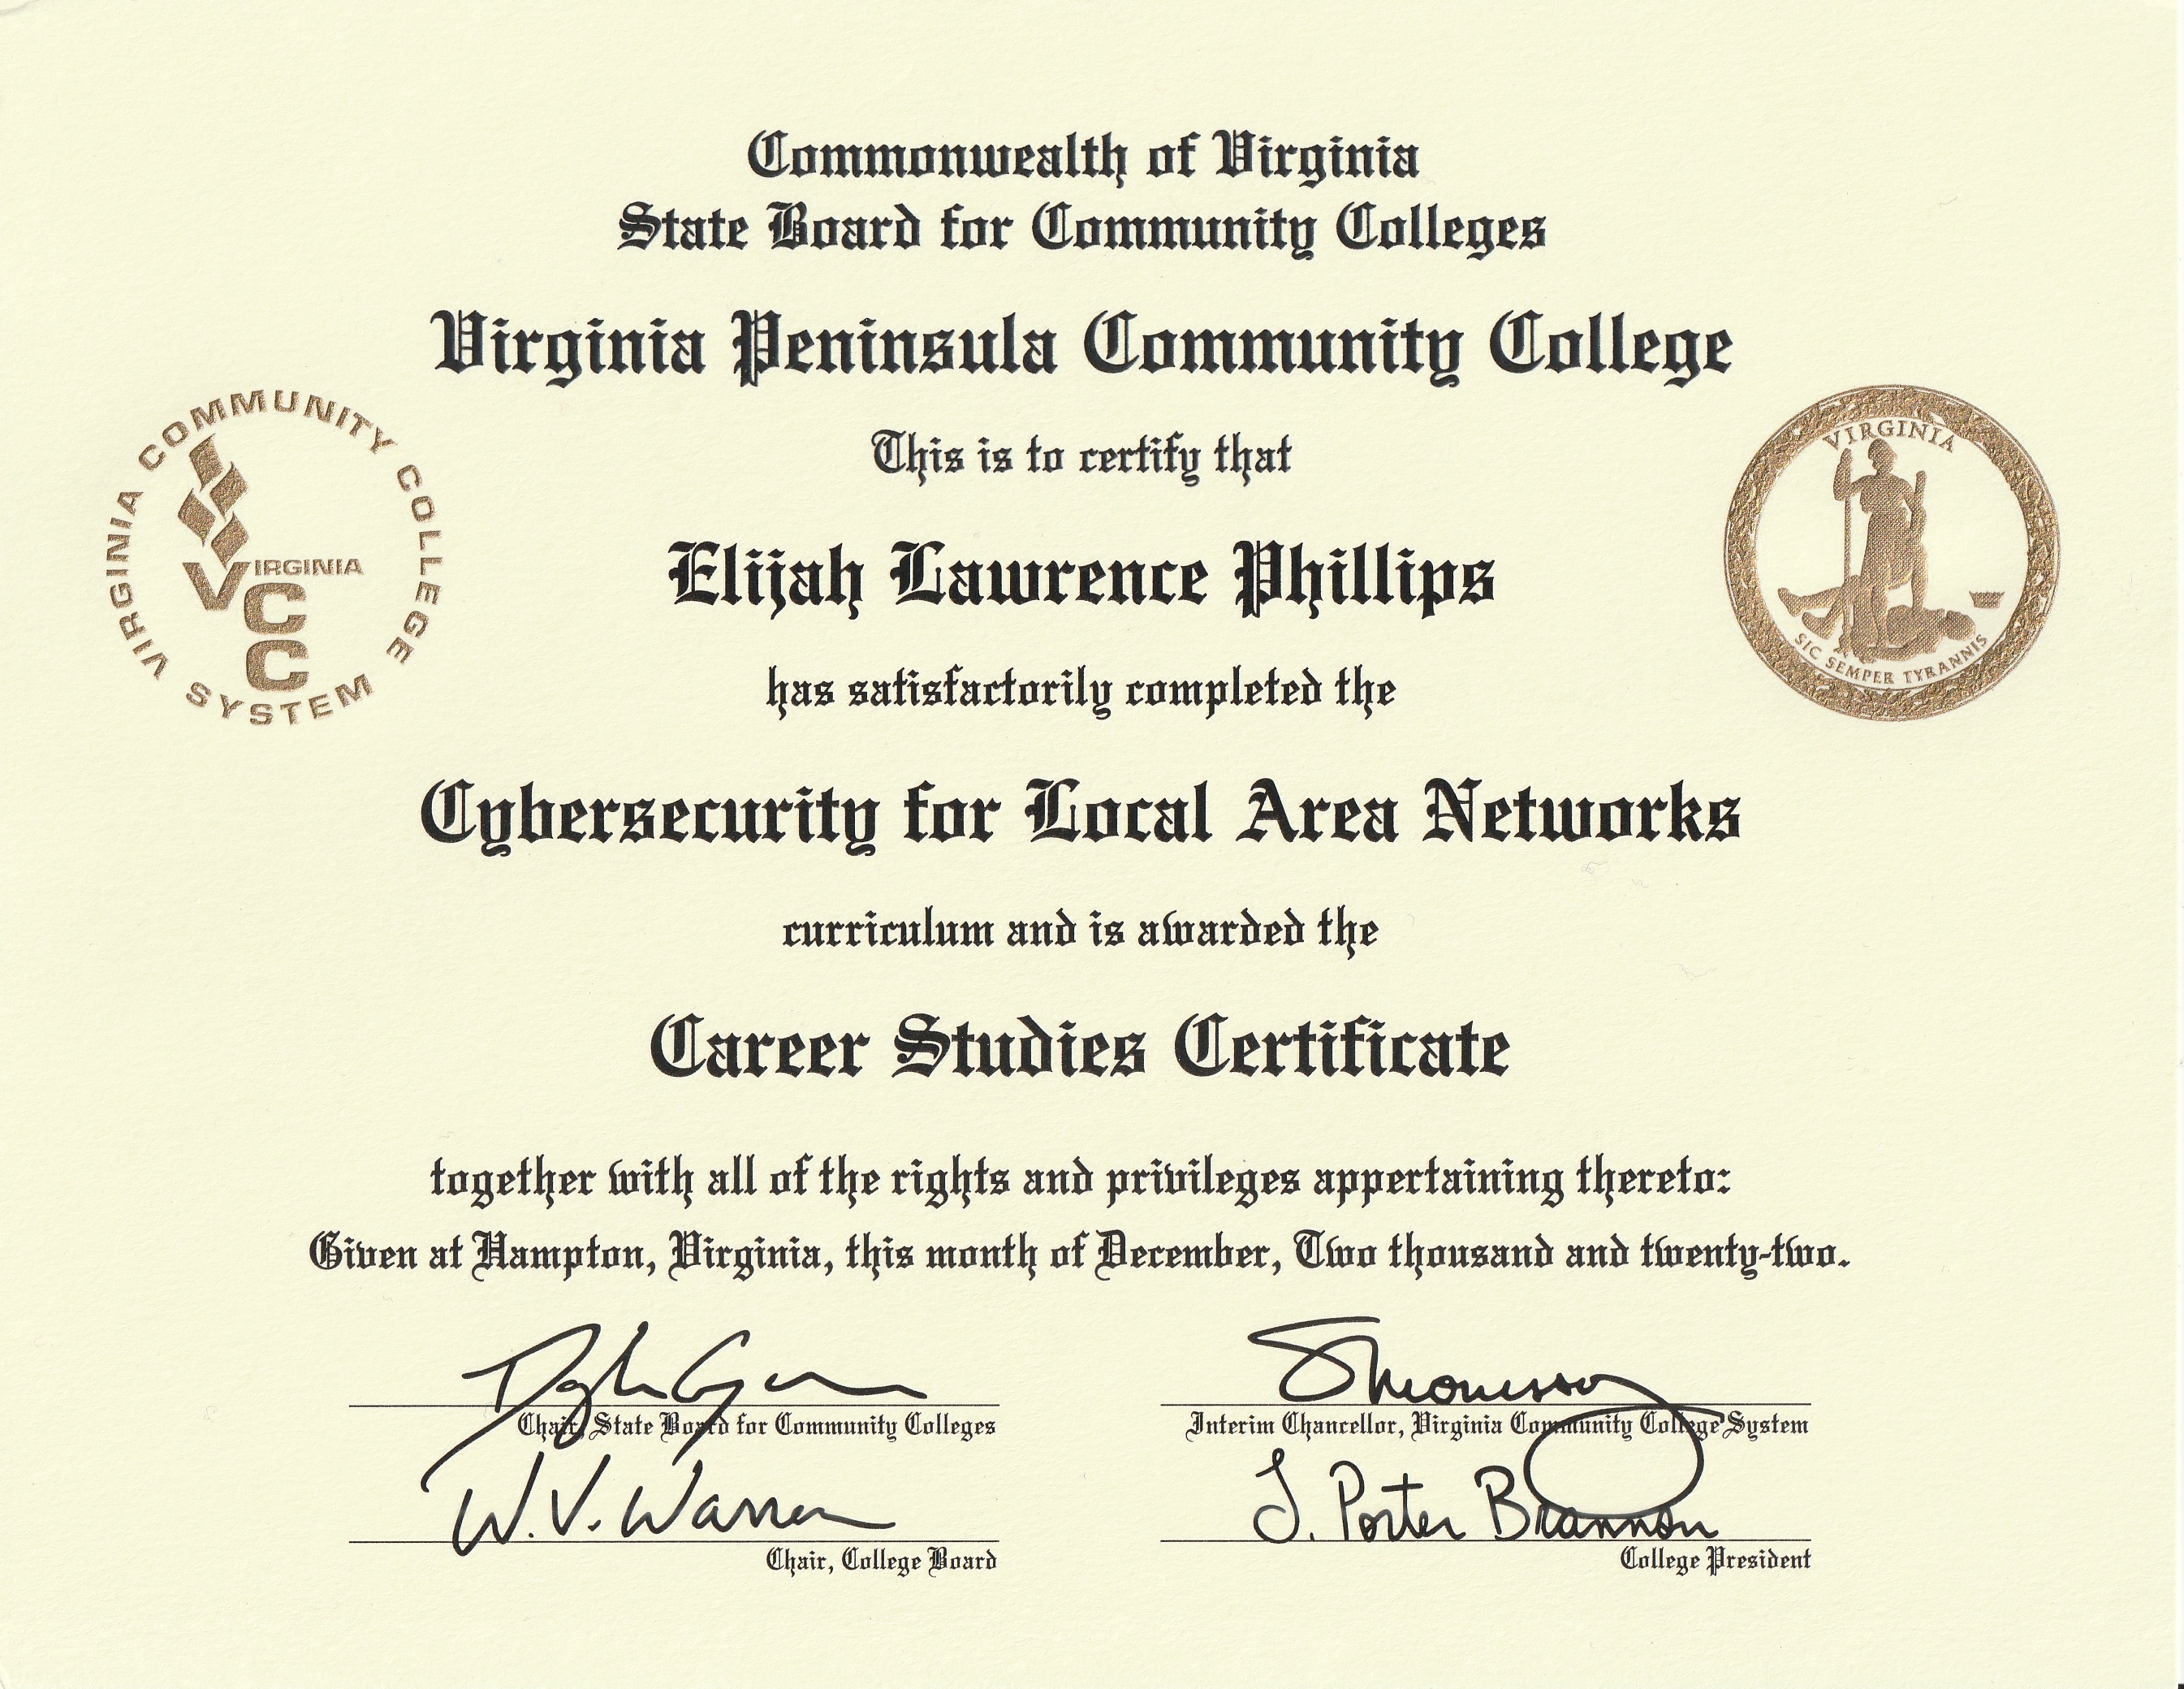 Commonwealth of Virginia
State Board for Community Colleges
Virginia Peninsula Community College
This is to certify that
Elijah Lawrence Phillips
has satisfactorily completed the
Cybersecurity for Local Area Networks
curriculum and is awarded the
Career Studies Certificate
together with all of the rights and privileges appertaining thereto:
Given at Hampton, Virginia, this month of December, Two thousand and twenty-two.
VIRGINIA COMMUNITY COLLEGE SYSTEM
VIRGINIA
VCC
VIRGINIA
SIC SEMPER TYRANNIS
Chair, State Board for Community Colleges
Interim Chancellor, Virginia Community College System
W. V. Warren
J. Porter Brannon
Chair, College Board
College President